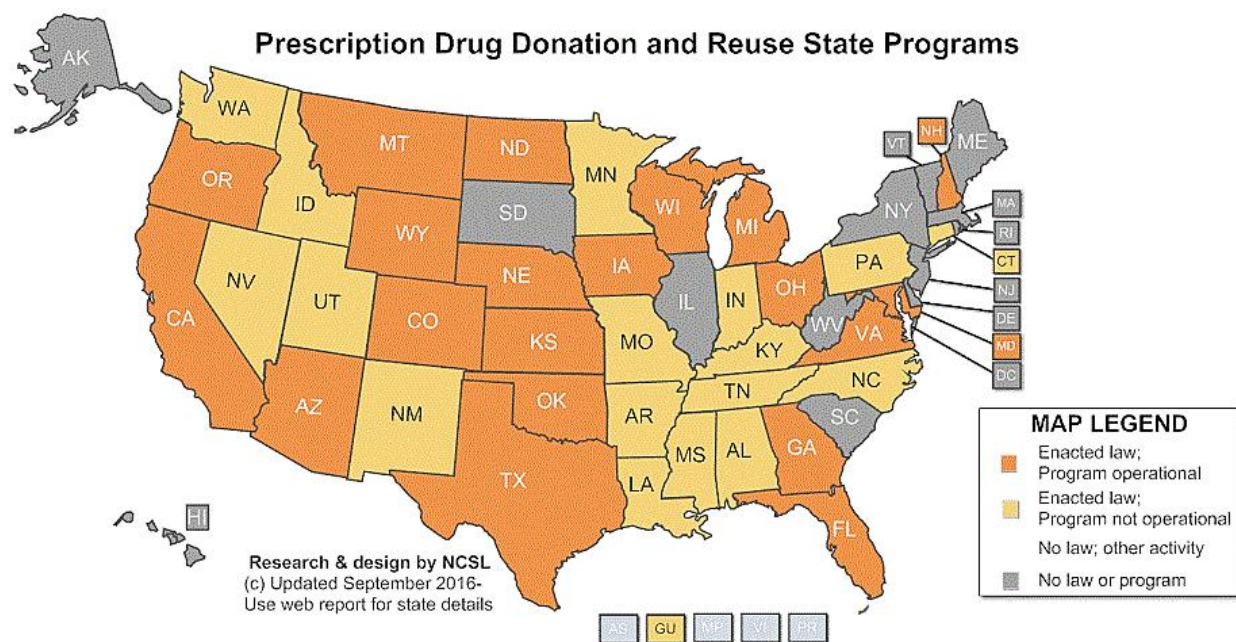 Prescription Drug Donation and Reuse State Programs
AK
WA
MT
ND
MN
VT
NH
ME
OR
ID
SD
WI
MI
NY
MA
WY
RI
NV
NE
IA
PA
CT
UT
IL
IN
OH
NJ
CA
CO
KS
MO
WV
VA
DE
KY
MD
DC
AZ
NM
OK
AR
TN
NC
MS
AL
GA
SC
TX
LA
FL
HI
MAP LEGEND
Enacted law;
Program operational
Enacted law;
Program not operational
No law; other activity
No law or program
Research & design by NCSL
(c) Updated September 2016-
Use web report for state details
AS
GU
MP
VI
PR